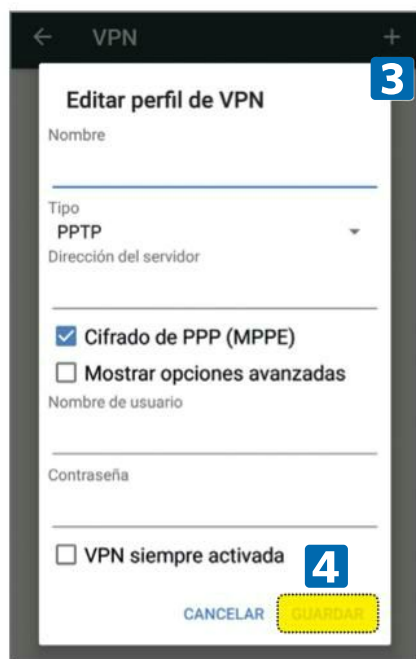 VPN
3
Editar perfil de VPN
Nombre
Tipo
PPTP
Dirección del servidor
Cifrado de PPP (MPPE)
Mostrar opciones avanzadas
Nombre de usuario
Contraseña
VPN siempre activada
4
CANCELAR GUARDAR